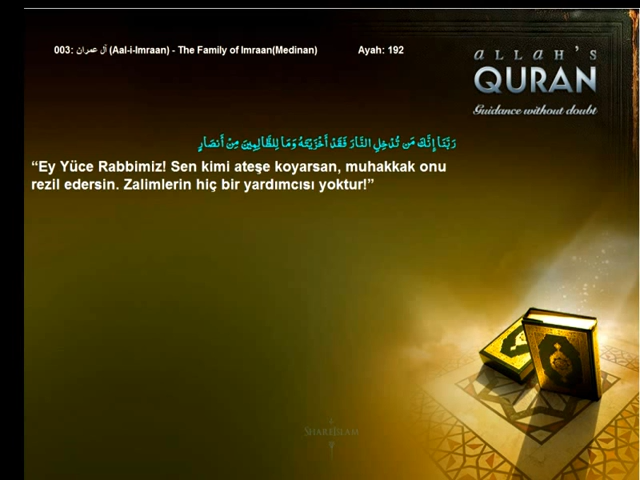 003: آل عمران (Aal-i-Imraan) - The Family of Imraan(Medinan) Ayah: 192
ALLAH'S
QURAN
Guidance without doubt
رَبَّنَا إِنَّكَ مَن تُدْخِلِ النَّارَ فَقَدْ أَخْزَيْتَهُ وَمَا لِلظَّالِمِينَ مِنْ أَنصَارٍ
“Ey Yüce Rabbimiz! Sen kimi ateşe koyarsan, muhakkak onu
rezil edersin. Zalimlerin hiç bir yardımcısı yoktur!”
SHAREISLAM